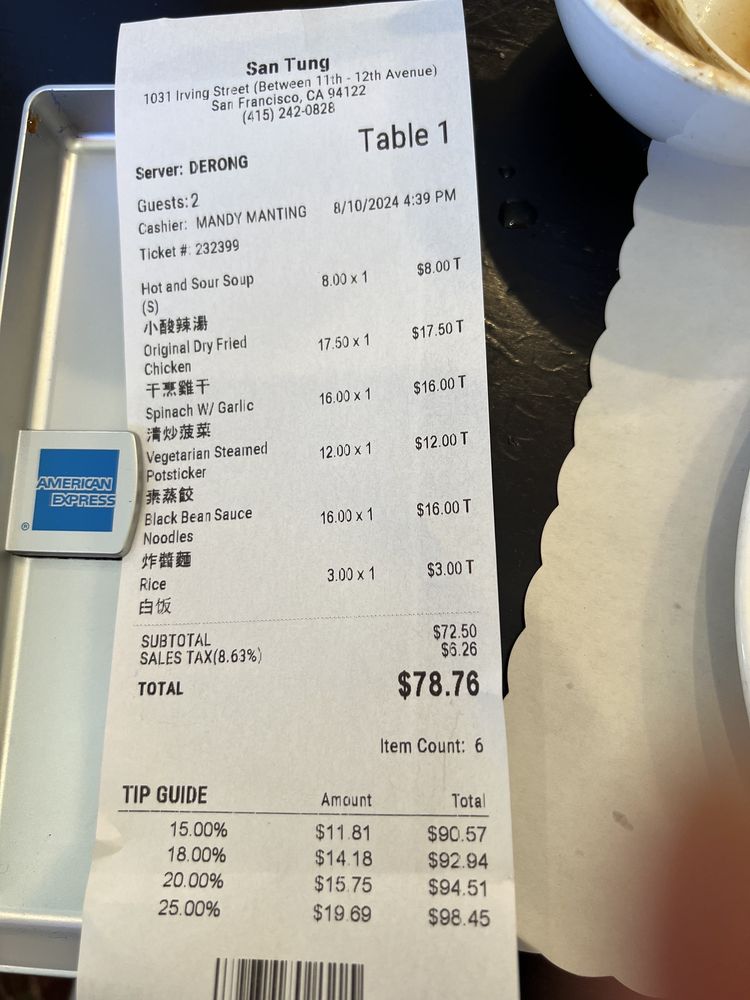 San Tung
1031 Irving Street (Between 11th - 12th Avenue)
San Francisco, CA 94122
(415) 242-0828
Table 1
Server: DERONG
Guests: 2
Cashier: MANDY MANTING 8/10/2024 4:39 PM
Ticket #: 232399
Hot and Sour Soup 8.00 x 1 $8.00 T
(S)
小酸辣湯
Original Dry Fried 17.50 x 1 $17.50 T
Chicken
干烹雞干
Spinach W/ Garlic 16.00 x 1 $16.00 T
清炒菠菜
Vegetarian Steamed 12.00 x 1 $12.00 T
Potsticker
素蒸餃
Black Bean Sauce 16.00 x 1 $16.00 T
Noodles
炸醬麵
Rice 3.00 x 1 $3.00 T
白饭
SUBTOTAL $72.50
SALES TAX(8.63%) $6.26
TOTAL $78.76
Item Count: 6
TIP GUIDE Amount Total
15.00% $11.81 $90.57
18.00% $14.18 $92.94
20.00% $15.75 $94.51
25.00% $19.69 $98.45
AMERICAN
EXPRESS
®